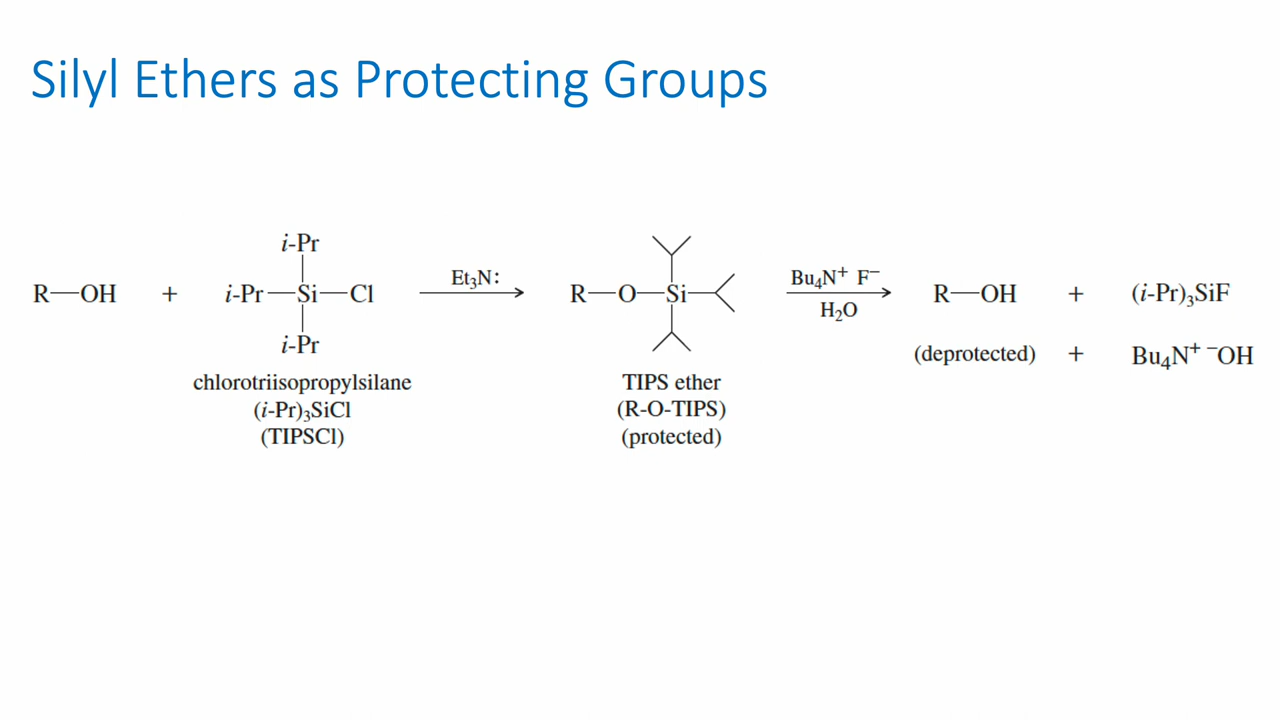 Silyl Ethers as Protecting Groups
i-Pr
R—OH + i-Pr—Si—Cl
i-Pr
chlorotriisopropylsilane
(i-Pr)₃SiCl
(TIPSCl)
Et₃N:
R—O—Si
TIPS ether
(R-O-TIPS)
(protected)
Bu₄N⁺ F⁻
H₂O
R—OH + (i-Pr)₃SiF
(deprotected) + Bu₄N⁺ ⁻OH